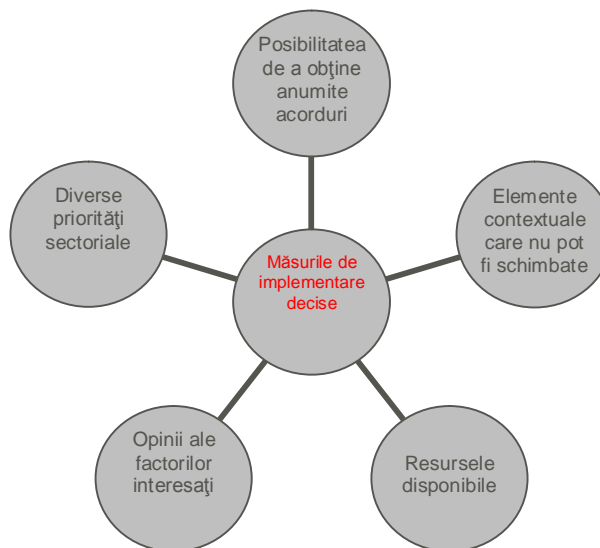 Posibilitatea
de a obţine
anumite
acorduri
Diverse
priorităţi
sectoriale
Elemente
contextuale
care nu pot
fi schimbate
Măsurile de
implementare
decise
Opinii ale
factorilor
interesaţi
Resursele
disponibile